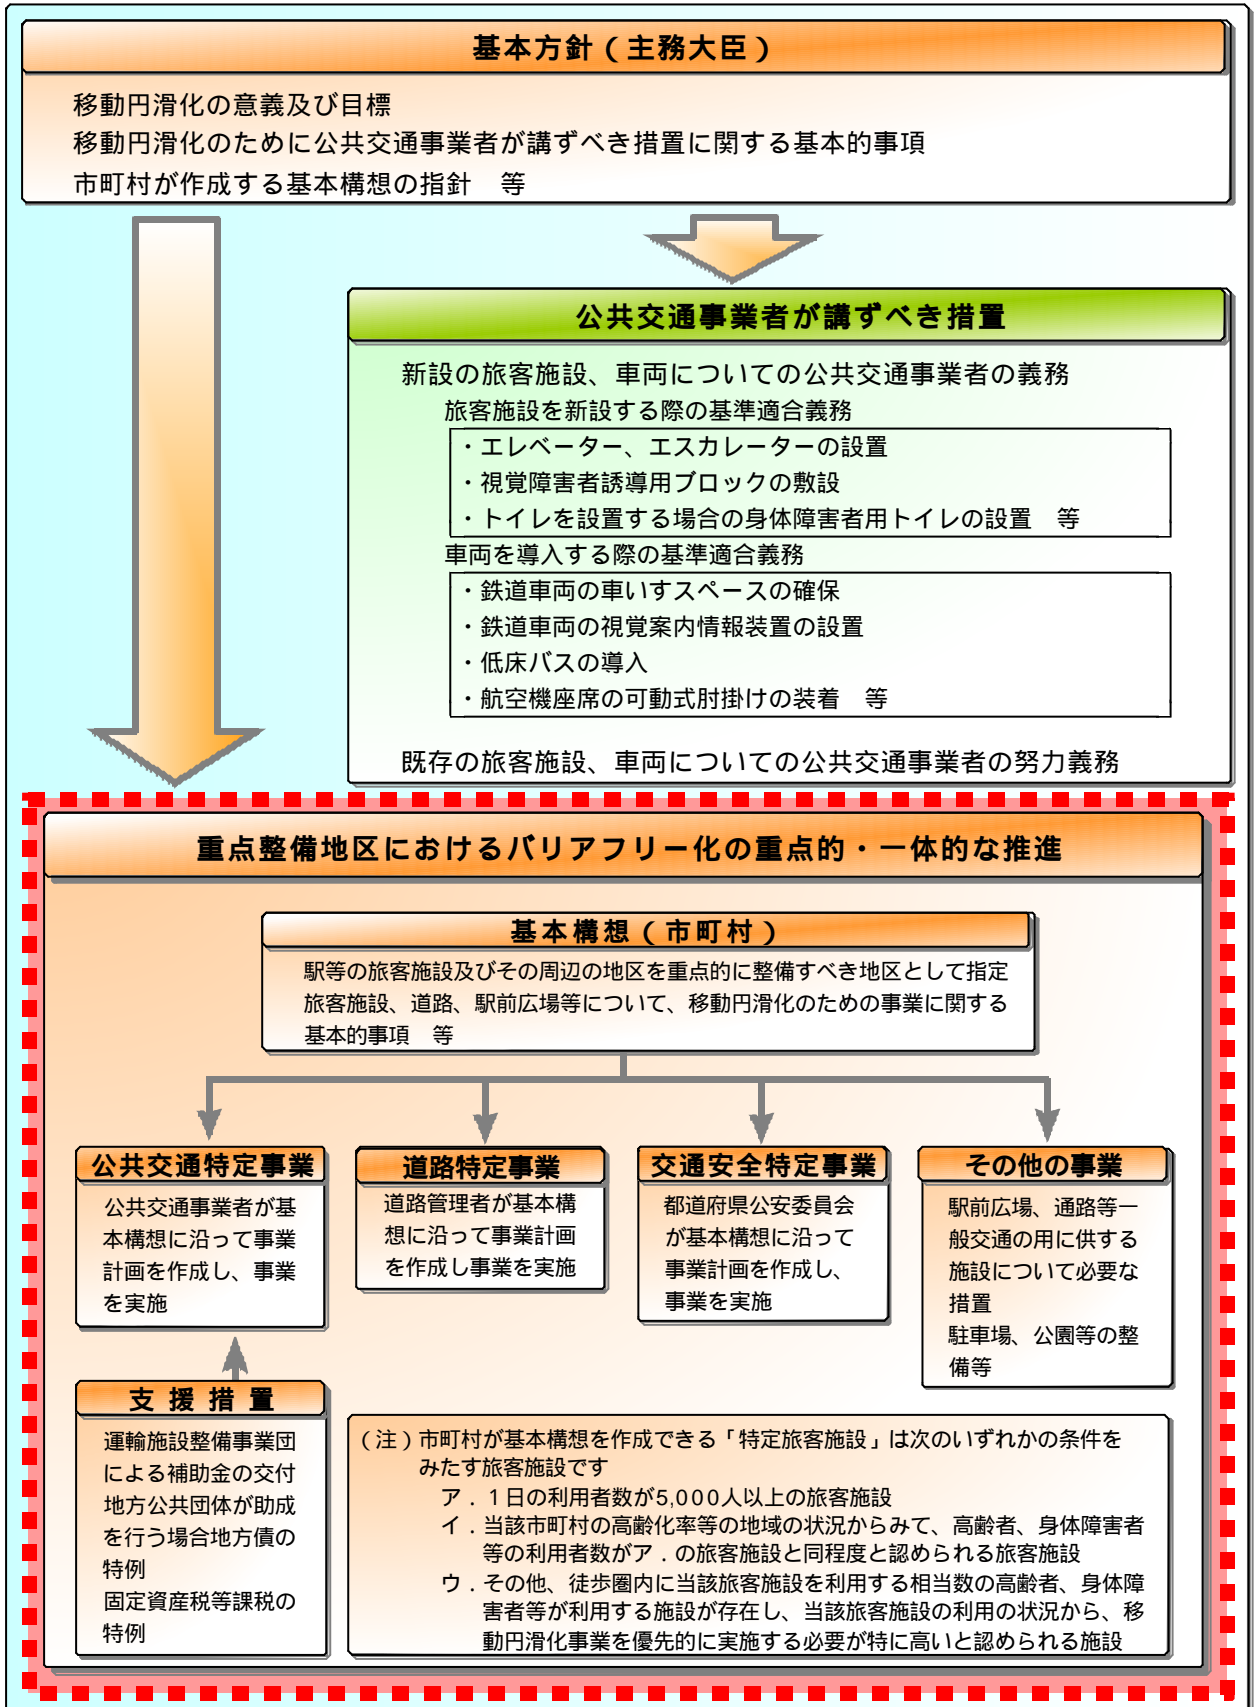 基本方針（主務大臣）
移動円滑化の意義及び目標
移動円滑化のために公共交通事業者が講ずべき措置に関する基本的事項
市町村が作成する基本構想の指針　等
公共交通事業者が講ずべき措置
新設の旅客施設、車両についての公共交通事業者の義務
旅客施設を新設する際の基準適合義務
・エレベーター、エスカレーターの設置
・視覚障害者誘導用ブロックの敷設
・トイレを設置する場合の身体障害者用トイレの設置　等
車両を導入する際の基準適合義務
・鉄道車両の車いすスペースの確保
・鉄道車両の視覚案内情報装置の設置
・低床バスの導入
・航空機座席の可動式肘掛けの装着　等
既存の旅客施設、車両についての公共交通事業者の努力義務
重点整備地区におけるバリアフリー化の重点的・一体的な推進
基本構想（市町村）
駅等の旅客施設及びその周辺の地区を重点的に整備すべき地区として指定
旅客施設、道路、駅前広場等について、移動円滑化のための事業に関する
基本的事項　等
公共交通特定事業
公共交通事業者が基
本構想に沿って事業
計画を作成し、事業
を実施
道路特定事業
道路管理者が基本構
想に沿って事業計画
を作成し事業を実施
交通安全特定事業
都道府県公安委員会
が基本構想に沿って
事業計画を作成し、
事業を実施
その他の事業
駅前広場、通路等一
般交通の用に供する
施設について必要な
措置
駐車場、公園等の整
備等
支援措置
運輸施設整備事業団
による補助金の交付
地方公共団体が助成
を行う場合地方債の
特例
固定資産税等課税の
特例
（注）市町村が基本構想を作成できる「特定旅客施設」は次のいずれかの条件を
みたす旅客施設です
ア．１日の利用者数が5,000人以上の旅客施設
イ．当該市町村の高齢化率等の地域の状況からみて、高齢者、身体障害者
等の利用者数がア．の旅客施設と同程度と認められる旅客施設
ウ．その他、徒歩圏内に当該旅客施設を利用する相当数の高齢者、身体障
害者等が利用する施設が存在し、当該旅客施設の利用の状況から、移
動円滑化事業を優先的に実施する必要が特に高いと認められる施設